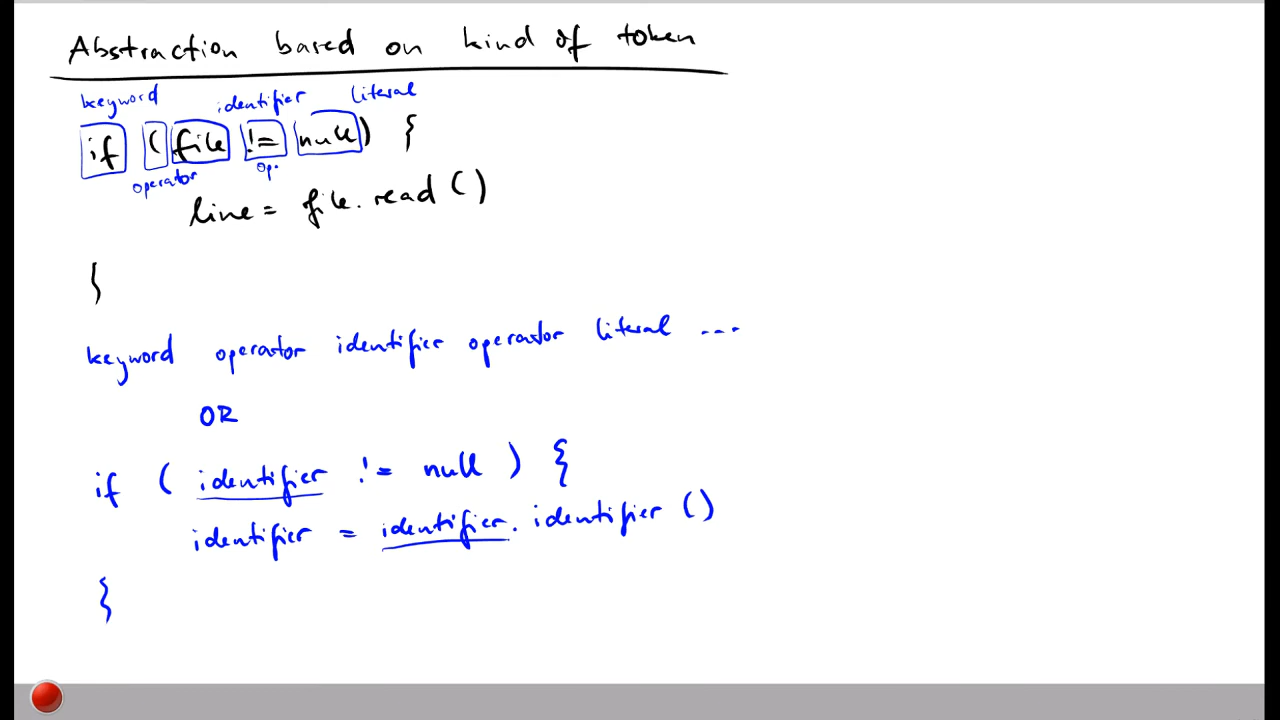 Abstraction based on kind of token
keyword identifier literal
if (file != null) {
operator op.
line = file.read()
}
keyword operator identifier operator literal ...
OR
if ( identifier != null ) {
identifier = identifier.identifier ()
}